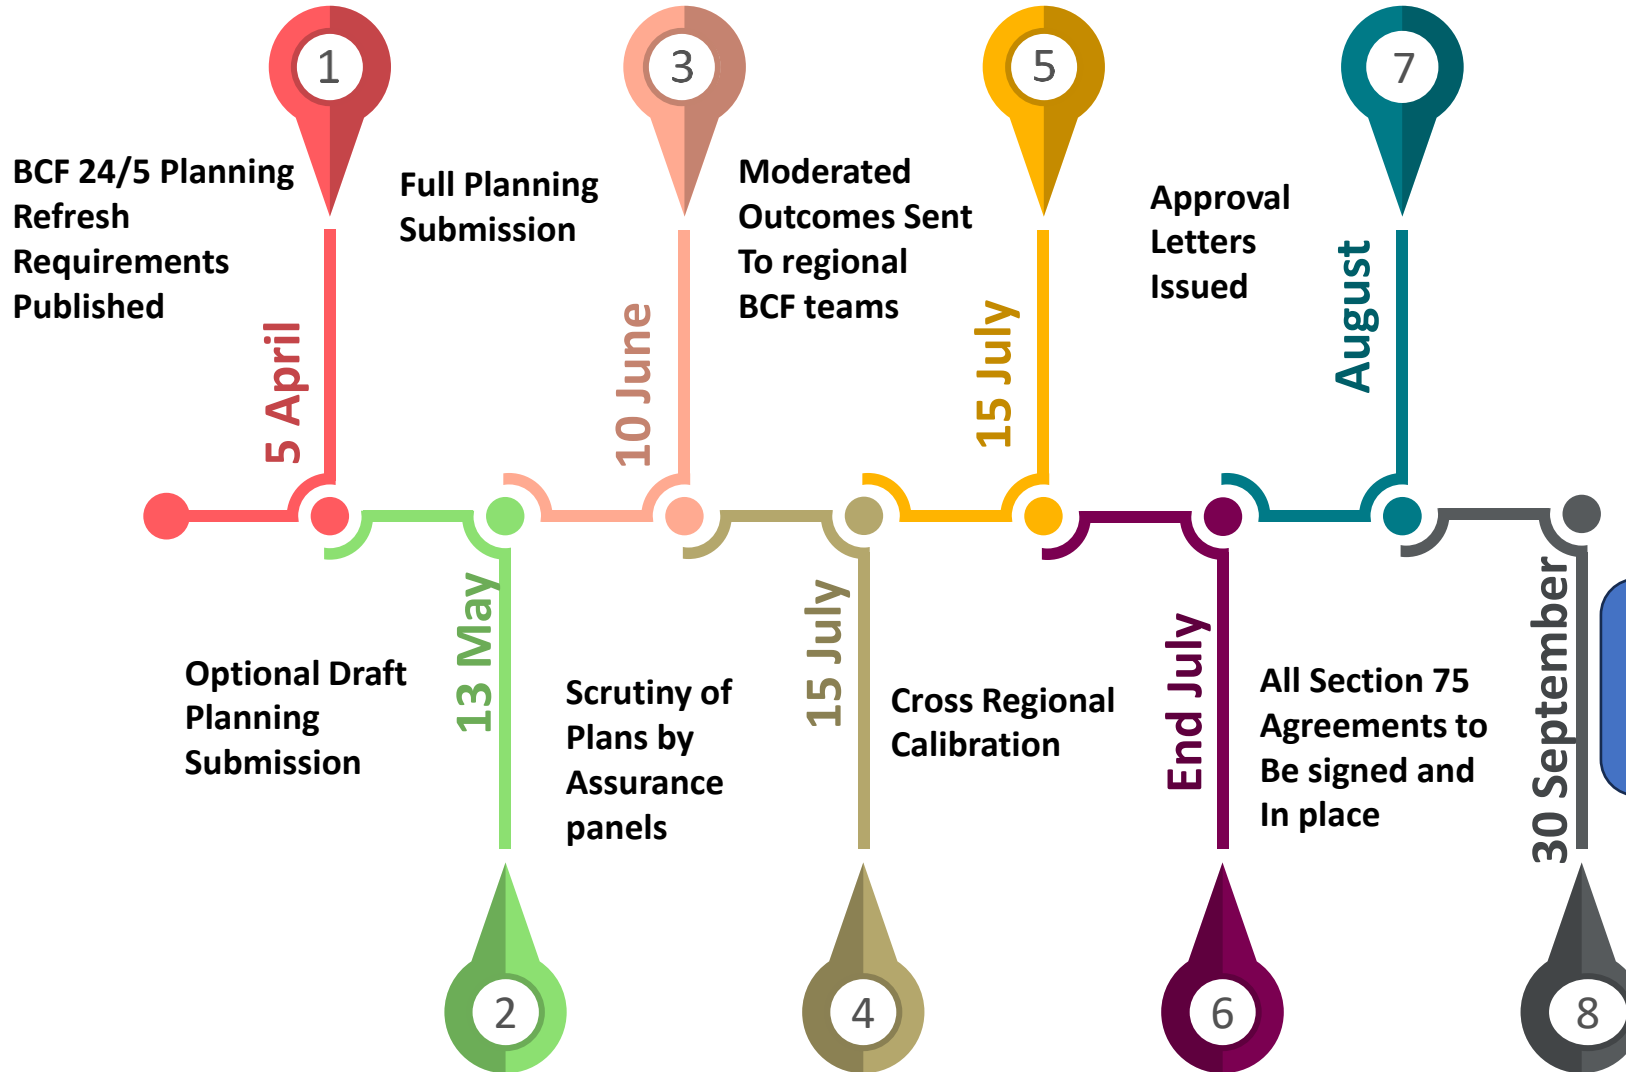 1
BCF 24/5 Planning
Refresh
Requirements
Published
5 April
2
Optional Draft
Planning
Submission
13 May
3
Full Planning
Submission
10 June
4
Scrutiny of
Plans by
Assurance
panels
15 July
5
Moderated
Outcomes Sent
To regional
BCF teams
15 July
6
Cross Regional
Calibration
End July
7
Approval
Letters
Issued
August
8
All Section 75
Agreements to
Be signed and
In place
30 September